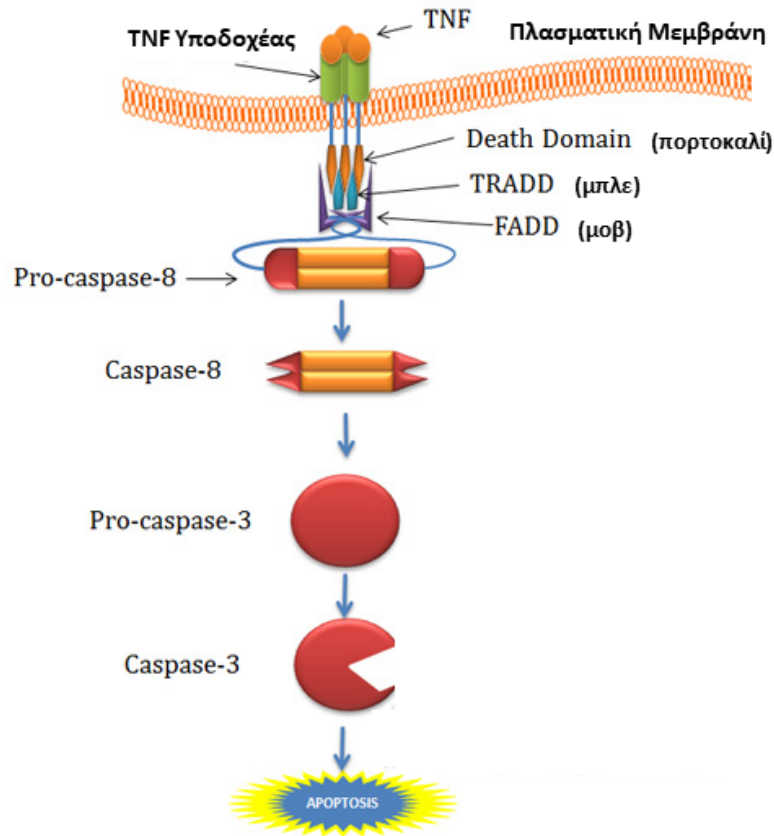 TNF
TNF Υποδοχέας
Πλασματική Μεμβράνη
Death Domain (πορτοκαλί)
TRADD (μπλε)
FADD (μοβ)
Pro-caspase-8
Caspase-8
Pro-caspase-3
Caspase-3
APOPTOSIS